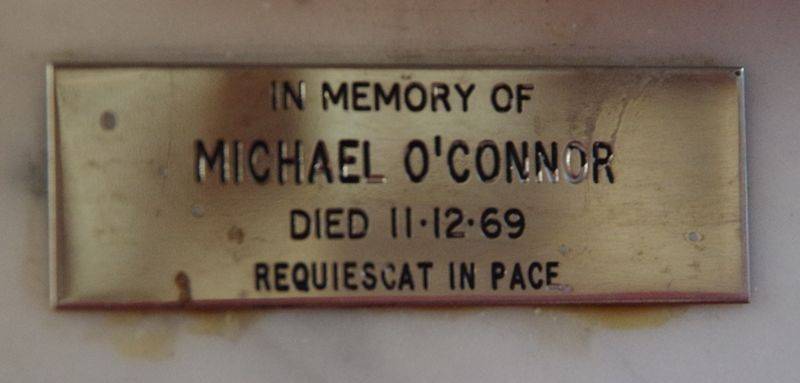 IN MEMORY OF
MICHAEL O'CONNOR
DIED 11·12·69
REQUIESCAT IN PACE